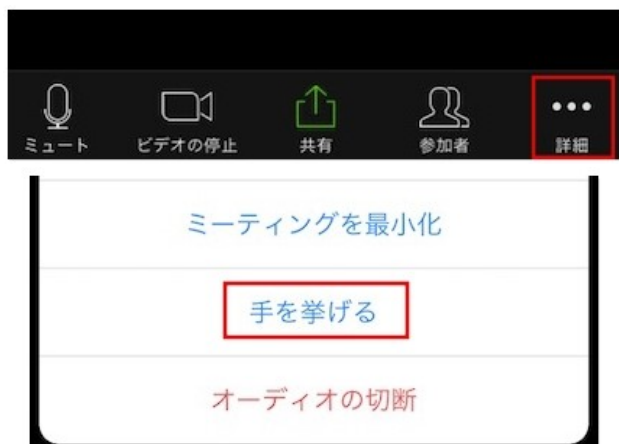 ミュート ビデオの停止 共有 参加者 詳細
ミーティングを最小化
手を挙げる
オーディオの切断